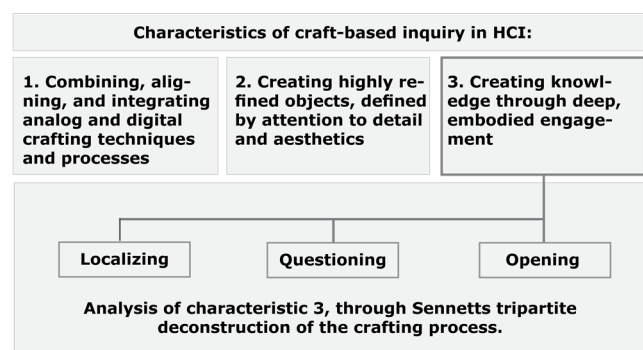 Characteristics of craft-based inquiry in HCI:
1. Combining, alig-
ning, and integrating
analog and digital
crafting techniques
and processes
2. Creating highly re-
fined objects, defined
by attention to detail
and aesthetics
3. Creating knowl-
edge through deep,
embodied engage-
ment
Localizing
Questioning
Opening
Analysis of characteristic 3, through Sennetts tripartite
deconstruction of the crafting process.